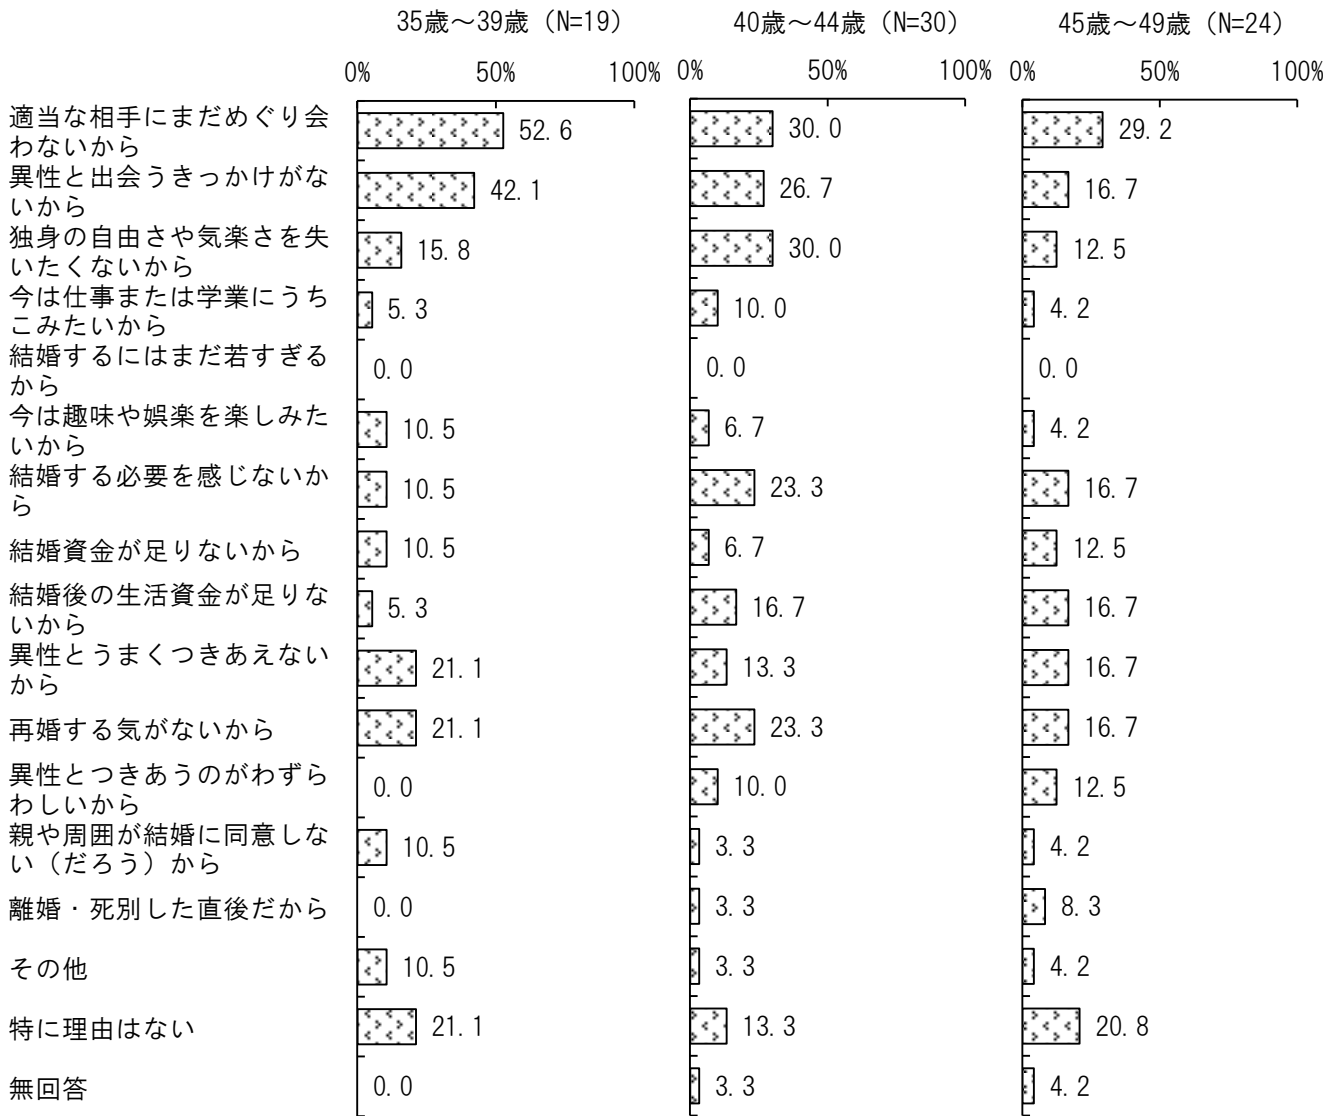 35歳～39歳（N=19）
40歳～44歳（N=30）
45歳～49歳（N=24）
0% 50% 100%
0% 50% 100%
0% 50% 100%
適当な相手にまだめぐり会
わないから
52.6 30.0 29.2
異性と出会うきっかけがな
いから
42.1 26.7 16.7
独身の自由さや気楽さを失
いたくないから
15.8 30.0 12.5
今は仕事または学業にうち
こみたいから
5.3 10.0 4.2
結婚するにはまだ若すぎる
から
0.0 0.0 0.0
今は趣味や娯楽を楽しみた
いから
10.5 6.7 4.2
結婚する必要を感じないか
ら
10.5 23.3 16.7
結婚資金が足りないから
10.5 6.7 12.5
結婚後の生活資金が足りな
いから
5.3 16.7 16.7
異性とうまくつきあえない
から
21.1 13.3 16.7
再婚する気がないから
21.1 23.3 16.7
異性とつきあうのがわずら
わしいから
0.0 10.0 12.5
親や周囲が結婚に同意しな
い（だろう）から
10.5 3.3 4.2
離婚・死別した直後だから
0.0 3.3 8.3
その他
10.5 3.3 4.2
特に理由はない
21.1 13.3 20.8
無回答
0.0 3.3 4.2